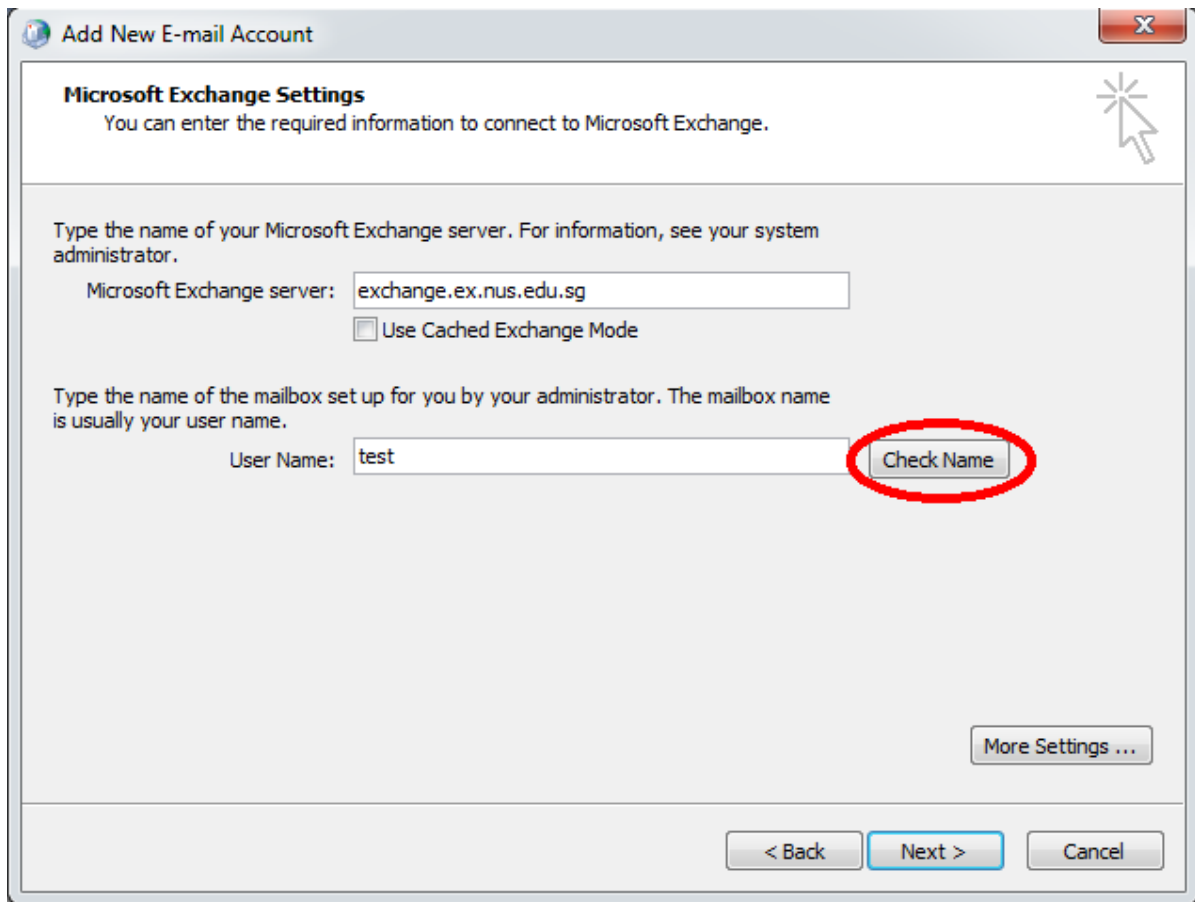 Add New E-mail Account
X
Microsoft Exchange Settings
You can enter the required information to connect to Microsoft Exchange.
Type the name of your Microsoft Exchange server. For information, see your system
administrator.
Microsoft Exchange server: exchange.ex.nus.edu.sg
Use Cached Exchange Mode
Type the name of the mailbox set up for you by your administrator. The mailbox name
is usually your user name.
User Name: test Check Name
More Settings ...
< Back Next > Cancel